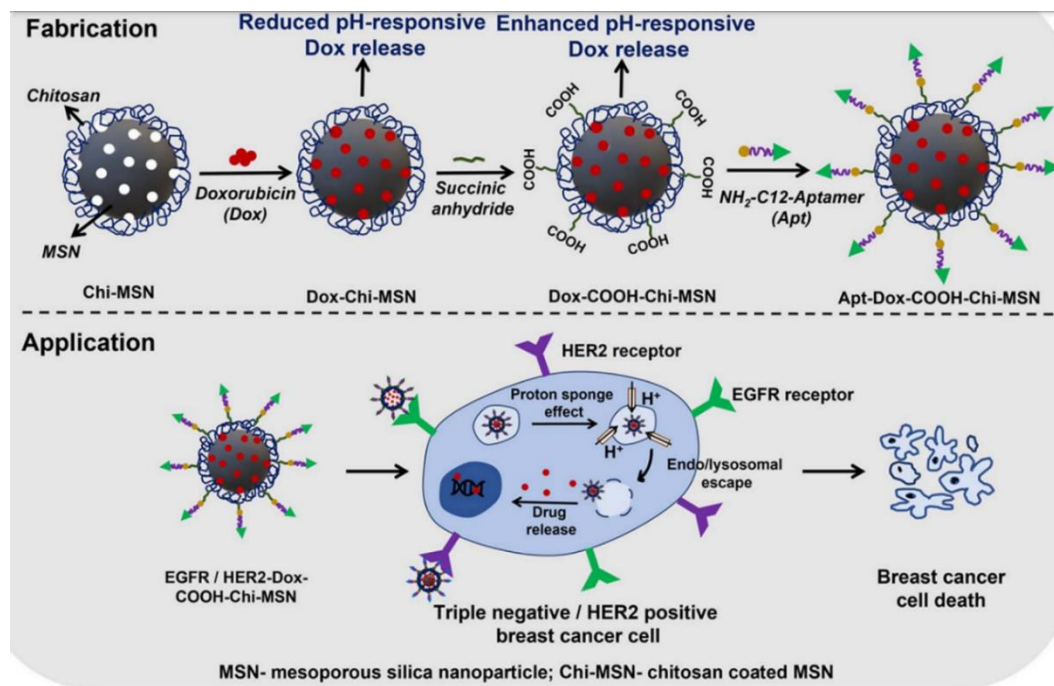 Fabrication
Reduced pH-responsive
Dox release
Enhanced pH-responsive
Dox release
Chitosan
MSN
Chi-MSN
Doxorubicin
(Dox)
Dox-Chi-MSN
Succinic
anhydride
COOH
COOH
COOH
COOH
COOH
COOH
Dox-COOH-Chi-MSN
NH₂-C12-Aptamer
(Apt)
Apt-Dox-COOH-Chi-MSN
Application
EGFR / HER2-Dox-
COOH-Chi-MSN
HER2 receptor
EGFR receptor
Proton sponge
effect
H⁺
H⁺
Endo/lysosomal
escape
Drug
release
Triple negative / HER2 positive
breast cancer cell
Breast cancer
cell death
MSN- mesoporous silica nanoparticle; Chi-MSN- chitosan coated MSN